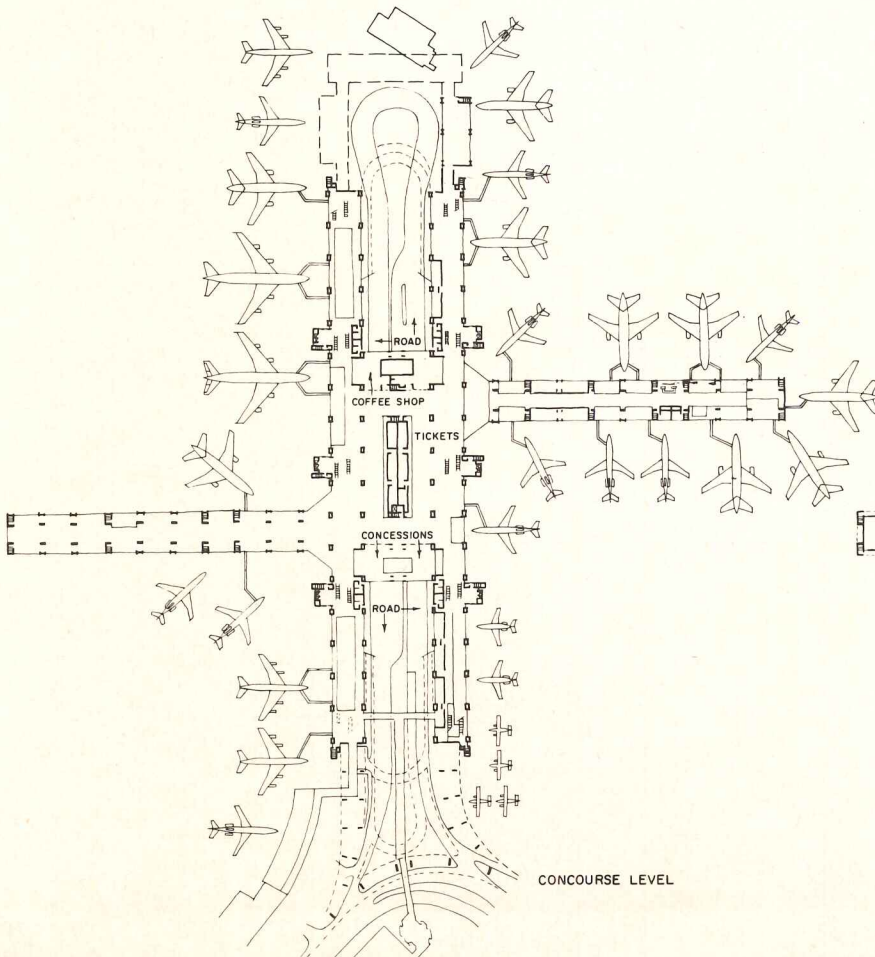 ROAD
COFFEE SHOP
TICKETS
CONCESSIONS
ROAD
CONCOURSE LEVEL